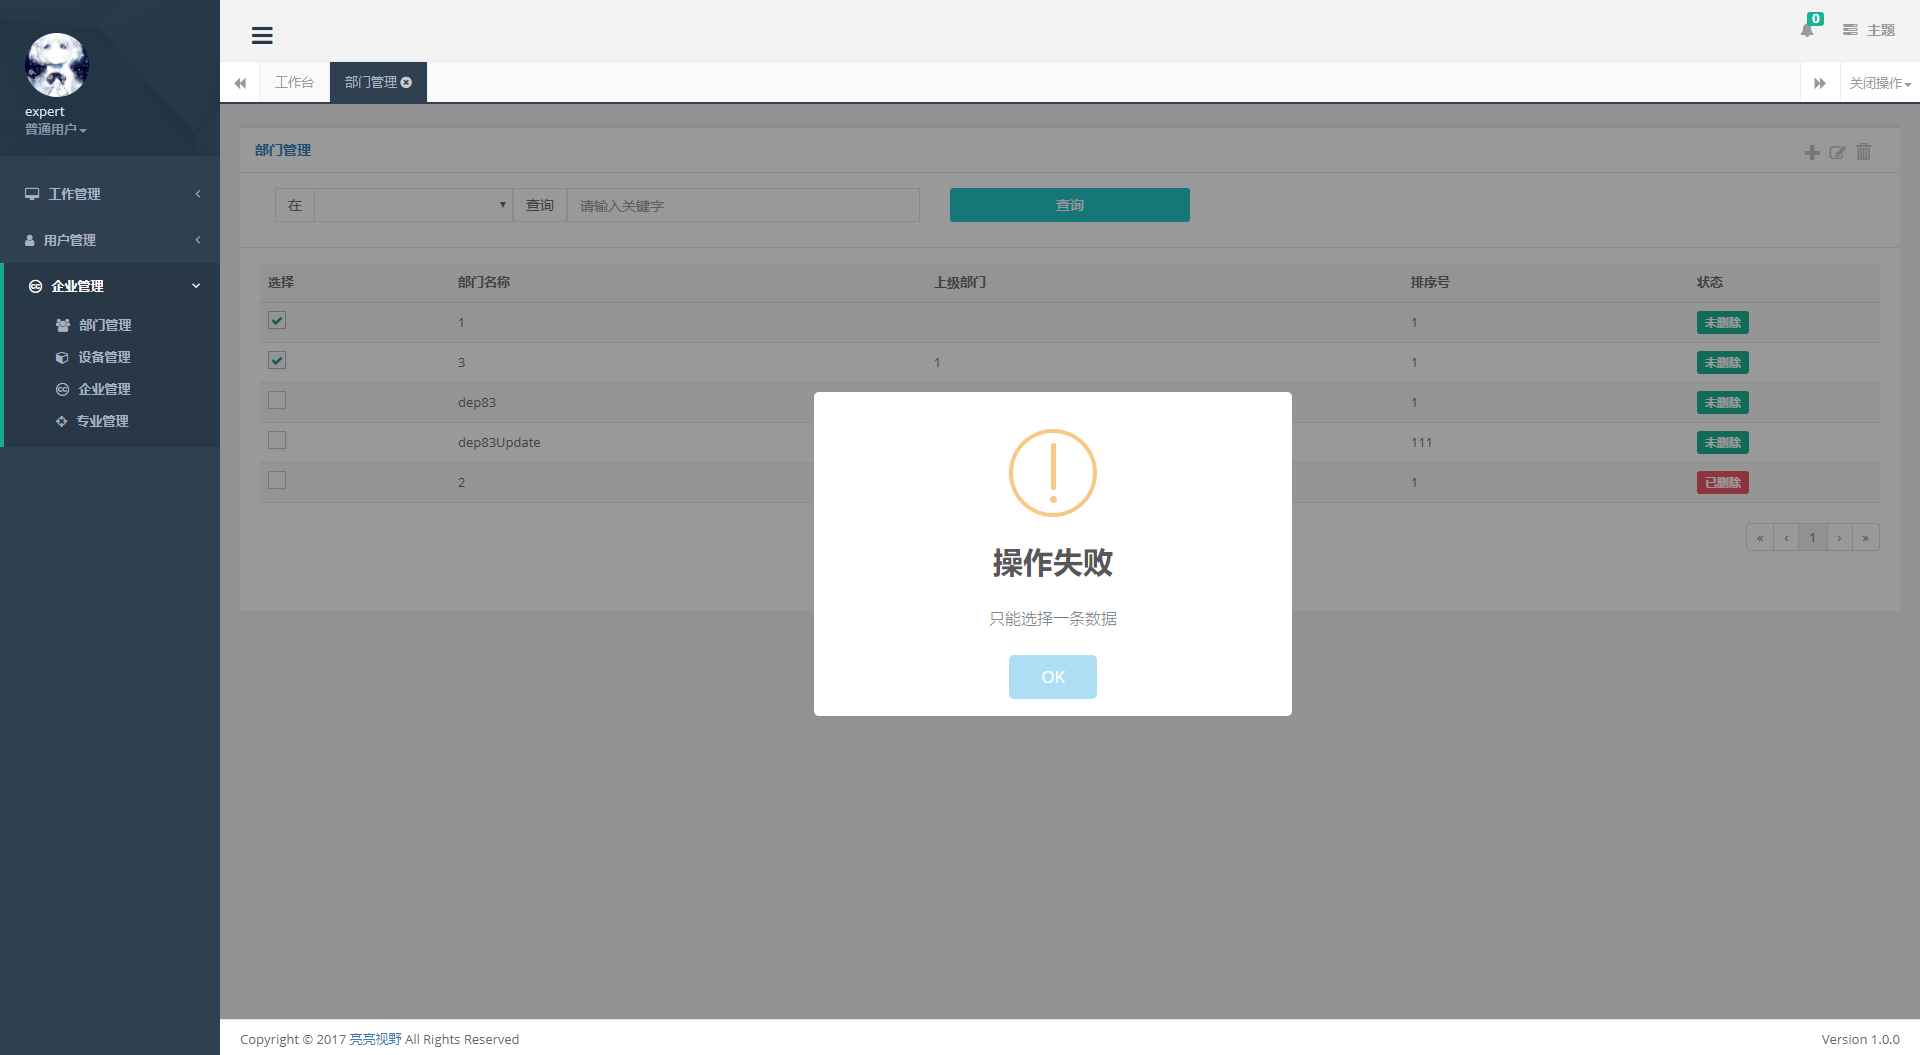 expert
普通用户
工作管理
用户管理
企业管理
部门管理
设备管理
企业管理
专业管理
0
主题
工作台
部门管理
关闭操作
部门管理
在
查询
请输入关键字
查询
选择 部门名称 上级部门 排序号 状态
1 1 未删除
3 1 1 未删除
dep83 1 未删除
dep83Update 111 未删除
2 1 已删除
« ‹ 1 › »
操作失败
只能选择一条数据
OK
Copyright © 2017 亮亮视野 All Rights Reserved
Version 1.0.0